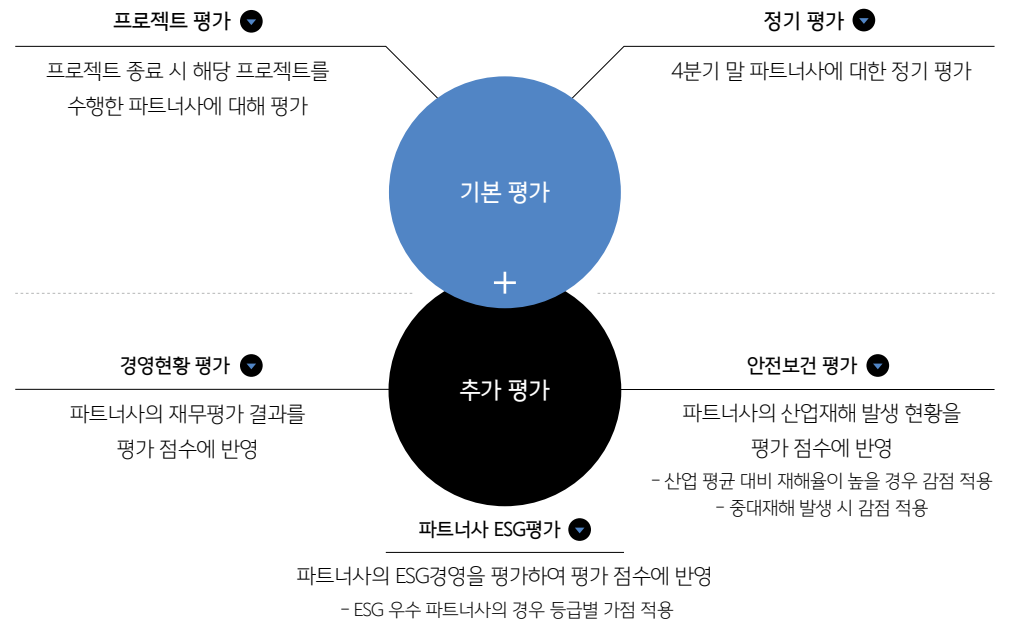 프로젝트 평가
프로젝트 종료 시 해당 프로젝트를
수행한 파트너사에 대해 평가
정기 평가
4분기 말 파트너사에 대한 정기 평가
기본 평가
+
추가 평가
경영현황 평가
파트너사의 재무평가 결과를
평가 점수에 반영
안전보건 평가
파트너사의 산업재해 발생 현황을
평가 점수에 반영
- 산업 평균 대비 재해율이 높을 경우 감점 적용
- 중대재해 발생 시 감점 적용
파트너사 ESG평가
파트너사의 ESG경영을 평가하여 평가 점수에 반영
- ESG 우수 파트너사의 경우 등급별 가점 적용